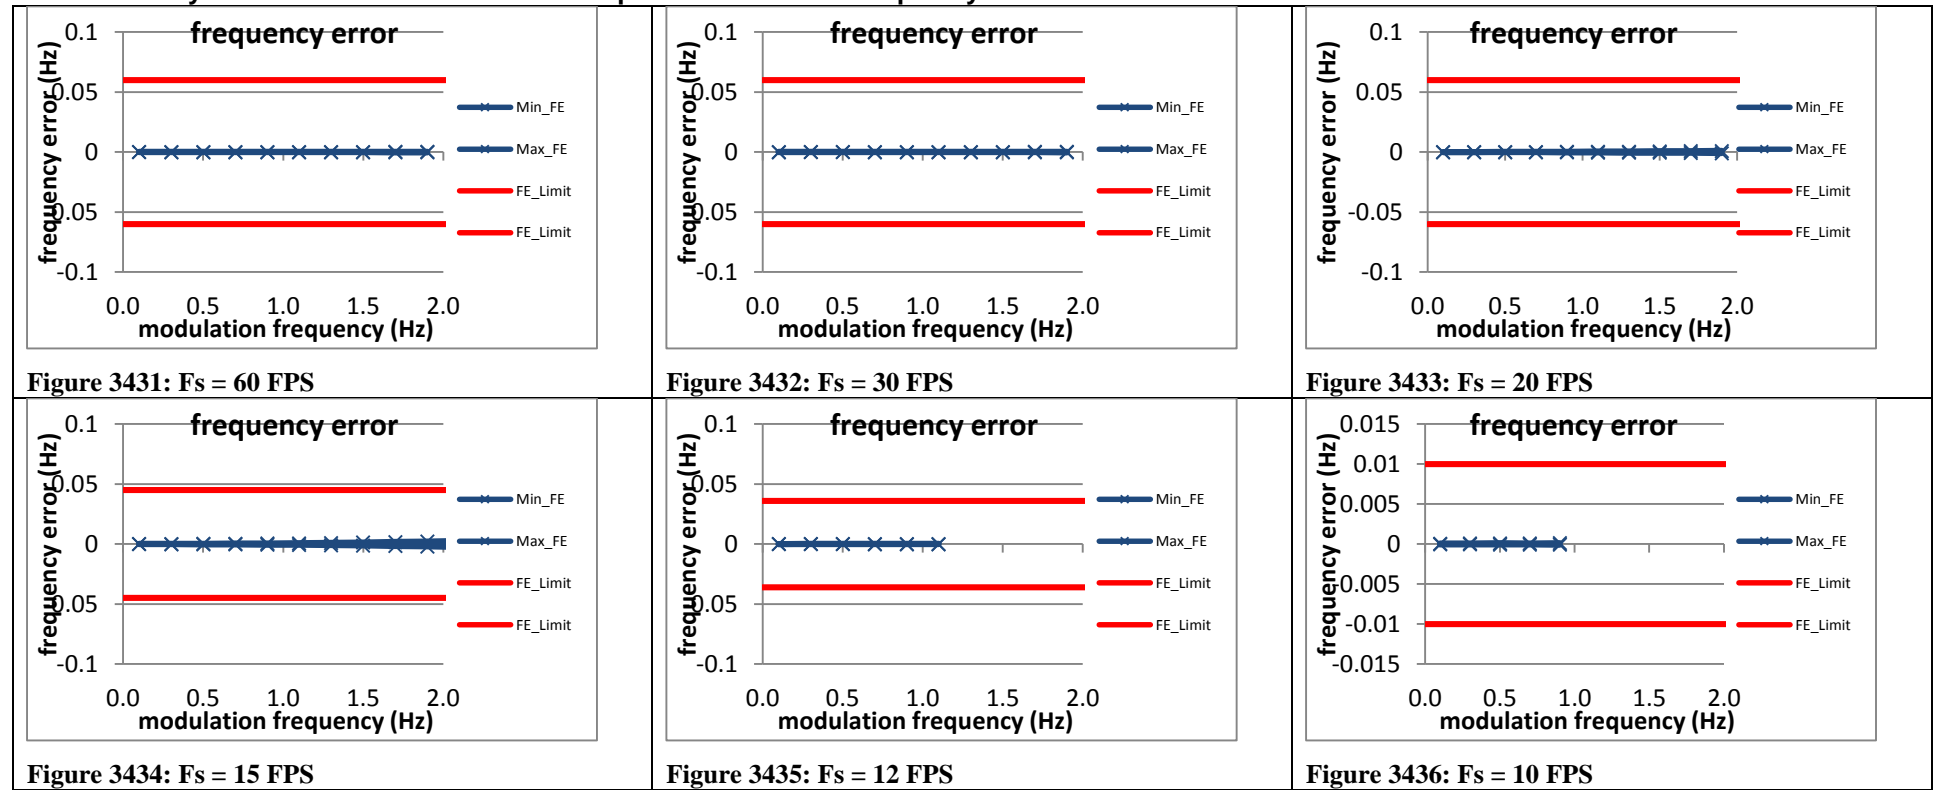 frequency error
frequency error (Hz)
0.1
0.05
0
0.05
-0.1
0.0 0.5 1.0 1.5 2.0
modulation frequency (Hz)
Min_FE
Max_FE
FE_Limit
FE_Limit
Figure 3431: Fs = 60 FPS
frequency error
frequency error (Hz)
0.1
0.05
0
0.05
-0.1
0.0 0.5 1.0 1.5 2.0
modulation frequency (Hz)
Min_FE
Max_FE
FE_Limit
FE_Limit
Figure 3432: Fs = 30 FPS
frequency error
frequency error (Hz)
0.1
0.05
0
-0.05
-0.1
0.0 0.5 1.0 1.5 2.0
modulation frequency (Hz)
Min_FE
Max_FE
FE_Limit
FE_Limit
Figure 3433: Fs = 20 FPS
frequency error
frequency error (Hz)
0.1
0.05
0
0.05
-0.1
0.0 0.5 1.0 1.5 2.0
modulation frequency (Hz)
Min_FE
Max_FE
FE_Limit
FE_Limit
Figure 3434: Fs = 15 FPS
frequency error
frequency error (Hz)
0.1
0.05
0
0.05
-0.1
0.0 0.5 1.0 1.5 2.0
modulation frequency (Hz)
Min_FE
Max_FE
FE_Limit
FE_Limit
Figure 3435: Fs = 12 FPS
frequency error
frequency error (Hz)
0.015
0.01
0.005
0
-0.005
-0.01
-0.015
0.0 0.5 1.0 1.5 2.0
modulation frequency (Hz)
Min_FE
Max_FE
FE_Limit
FE_Limit
Figure 3436: Fs = 10 FPS